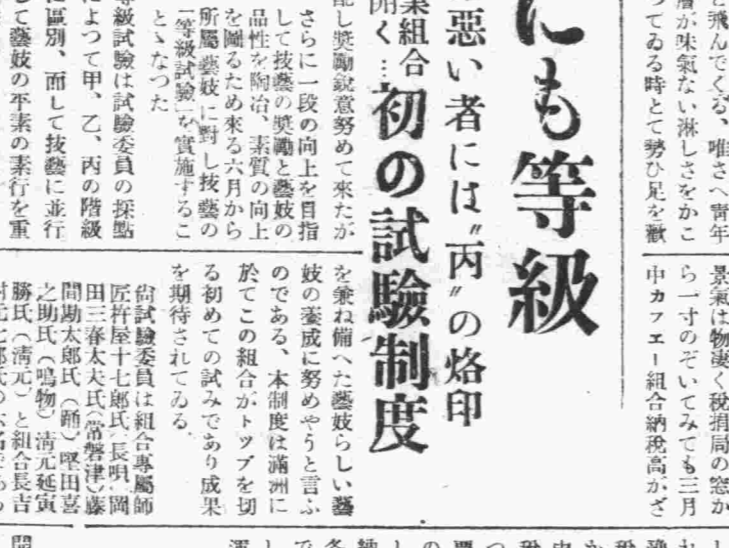 と飛んでくる、唯さへ青年
層が味氣ない淋しさをかこ
つてゐる時とて勢ひ足を歡
景氣は物凄く税捐局の窓か
ら一寸のぞいてみても三月
中カフエー組合納税高がざ
にも等級
惡い者には〝丙〟の烙印
集組合
開く…初の試驗制度
配し奬勵銳意努めて來たが
さらに一段の向上を目指
して技藝の奬勵と藝妓の
品性を陶冶、素質の向上
を圖るため來る六月から
所屬藝妓に對し技藝の
「等級試驗」を實施するこ
とゝなつた
等級試驗は試驗委員の採點
によつて甲、乙、丙の階級
に區別、而して技藝に並行
して藝妓の平素の素行を重
を兼ね備へた藝妓らしい藝
妓の養成に努めやうと言ふ
のである、本制度は滿洲に
於てこの組合がトップを切
る初めての試みであり成果
を期待されてゐる、
尙試驗委員は組合專屬師
匠杵屋十七郎氏(長唄)岡
田三春太夫氏(常磐津)藤
間勘太郎氏(踊)堅田喜
之助氏(鳴物)淸元延寅
勝氏(淸元)と組合長吉